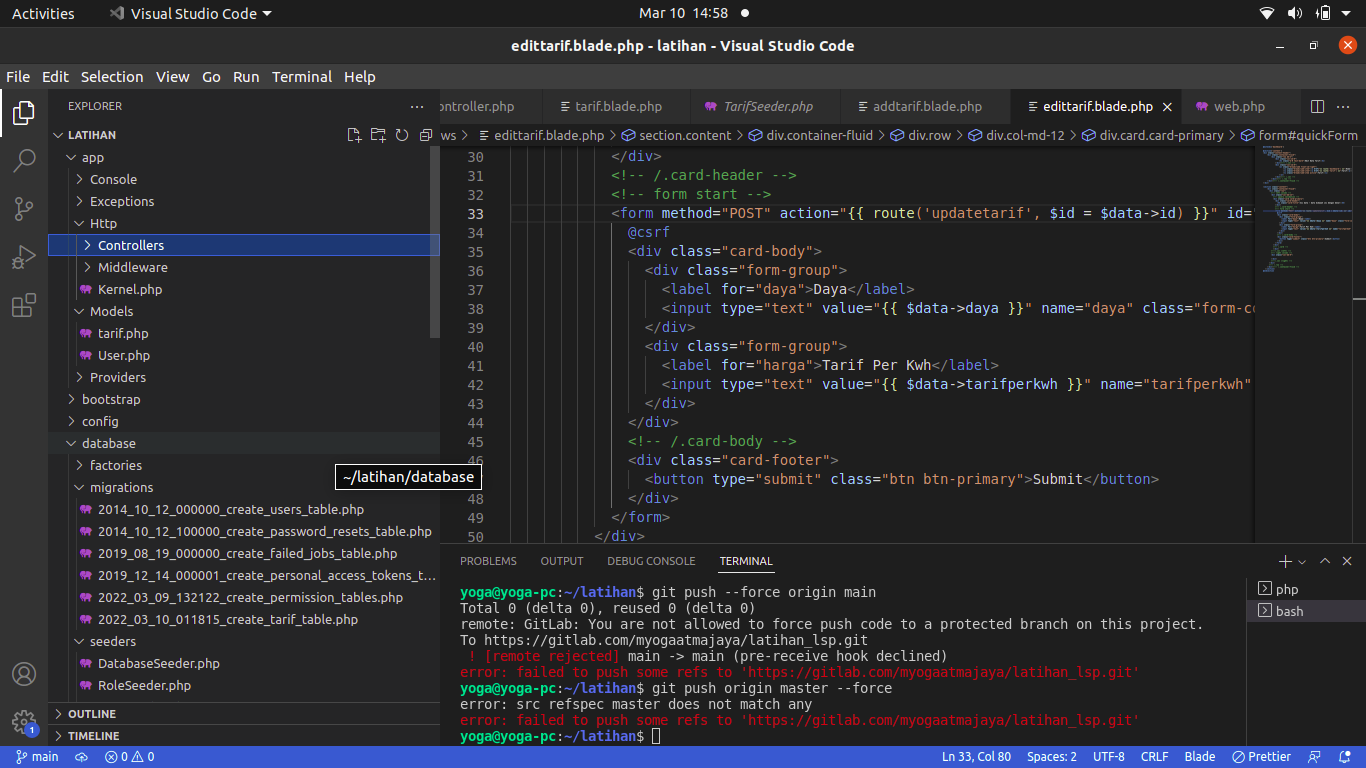 Activities
Visual Studio Code
Mar 10 14:58
edittarif.blade.php - latihan - Visual Studio Code
File Edit Selection View Go Run Terminal Help
EXPLORER
LATIHAN
app
Console
Exceptions
Http
Controllers
Middleware
Kernel.php
Models
tarif.php
User.php
Providers
bootstrap
config
database
factories
~/latihan/database
migrations
2014_10_12_000000_create_users_table.php
2014_10_12_100000_create_password_resets_table.php
2019_08_19_000000_create_failed_jobs_table.php
2019_12_14_000001_create_personal_access_tokens_t...
2022_03_09_132122_create_permission_tables.php
2022_03_10_011815_create_tarif_table.php
seeders
DatabaseSeeder.php
RoleSeeder.php
OUTLINE
TIMELINE
ontroller.php tarif.blade.php TarifSeeder.php addtarif.blade.php edittarif.blade.php web.php
ws > edittarif.blade.php > section.content > div.container-fluid > div.row > div.col-md-12 > div.card.card-primary > form#quickForm
30 </div>
31 <!-- /.card-header -->
32 <!-- form start -->
33 <form method="POST" action="{{ route('updatetarif', $id = $data->id) }}" id="
34 @csrf
35 <div class="card-body">
36 <div class="form-group">
37 <label for="daya">Daya</label>
38 <input type="text" value="{{ $data->daya }}" name="daya" class="form-co
39 </div>
40 <div class="form-group">
41 <label for="harga">Tarif Per Kwh</label>
42 <input type="text" value="{{ $data->tarifperkwh }}" name="tarifperkwh"
43 </div>
44 </div>
45 <!-- /.card-body -->
46 <div class="card-footer">
<button type="submit" class="btn btn-primary">Submit</button>
48 </div>
49 </form>
50 </div>
PROBLEMS OUTPUT DEBUG CONSOLE TERMINAL
php
bash
yoga@yoga-pc:~/latihan$ git push --force origin main
Total 0 (delta 0), reused 0 (delta 0)
remote: GitLab: You are not allowed to force push code to a protected branch on this project.
To https://gitlab.com/myogaatmajaya/latihan_lsp.git
! [remote rejected] main -> main (pre-receive hook declined)
error: failed to push some refs to 'https://gitlab.com/myogaatmajaya/latihan_lsp.git'
yoga@yoga-pc:~/latihan$ git push origin master --force
error: src refspec master does not match any
error: failed to push some refs to 'https://gitlab.com/myogaatmajaya/latihan_lsp.git'
yoga@yoga-pc:~/latihan$
1
main 0 0 Ln 33, Col 80 Spaces: 2 UTF-8 CRLF Blade Prettier